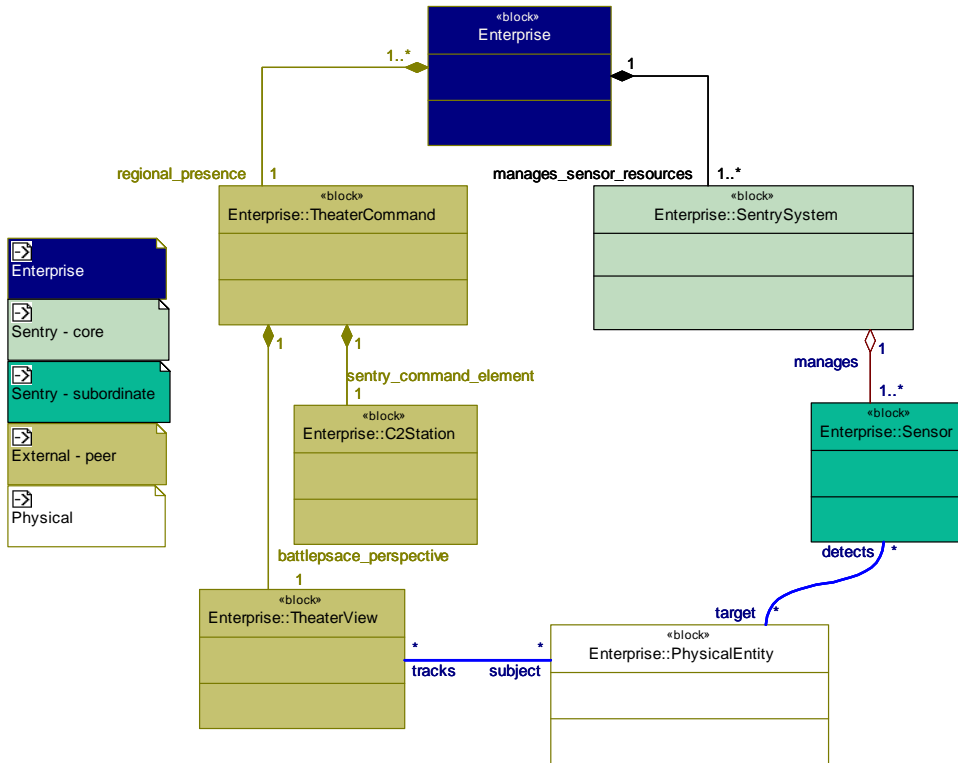 «block»
Enterprise
1..*
1
regional_presence
1
manages_sensor_resources
1..*
«block»
Enterprise::TheaterCommand
«block»
Enterprise::SentrySystem
Enterprise
Sentry - core
Sentry - subordinate
External - peer
Physical
1
1
sentry_command_element
1
1
manages
1..*
«block»
Enterprise::C2Station
«block»
Enterprise::Sensor
battlepsace_perspective
1
detects
*
«block»
Enterprise::TheaterView
target
*
«block»
Enterprise::PhysicalEntity
*
*
tracks
subject